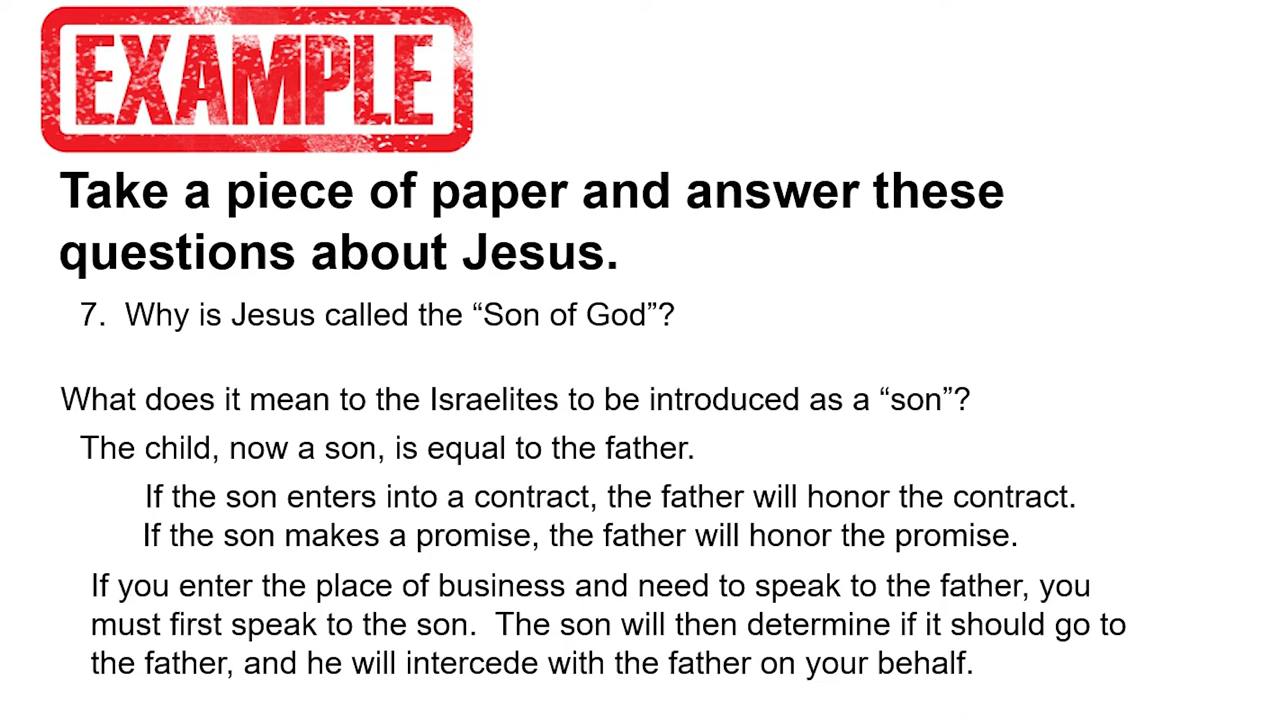 EXAMPLE
Take a piece of paper and answer these
questions about Jesus.
7. Why is Jesus called the “Son of God”?
What does it mean to the Israelites to be introduced as a “son”?
The child, now a son, is equal to the father.
If the son enters into a contract, the father will honor the contract.
If the son makes a promise, the father will honor the promise.
If you enter the place of business and need to speak to the father, you
must first speak to the son. The son will then determine if it should go to
the father, and he will intercede with the father on your behalf.